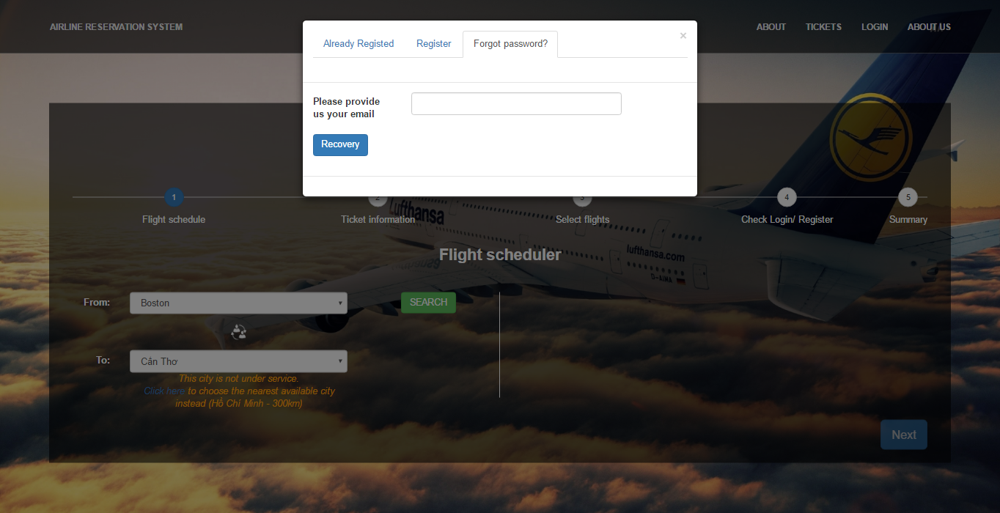 AIRLINE RESERVATION SYSTEM
ABOUT
TICKETS
LOGIN
ABOUT US
Already Registed
Register
Forgot password?
×
Please provide
us your email
Recovery
1
2
3
4
5
Flight schedule
Ticket information
Select flights
Check Login/ Register
Summary
Lufthansa
lufthansa.com
D-AIMA
Flight scheduler
From:
Boston
SEARCH
To:
Cần Thơ
This city is not under service.
Click here to choose the nearest available city
instead (Hồ Chí Minh - 300km)
Next